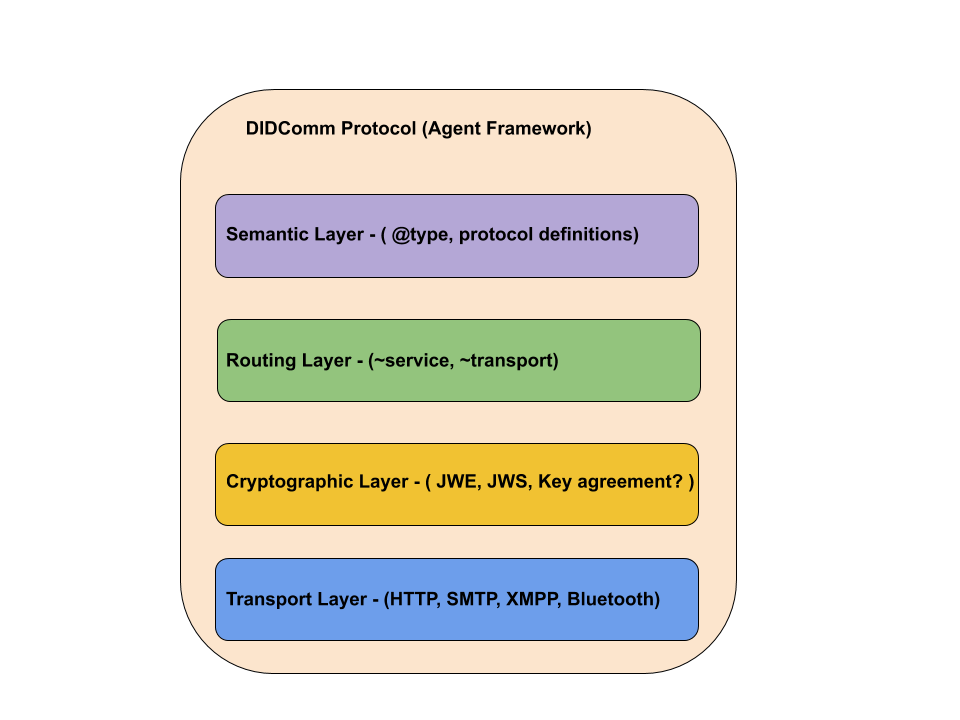 DIDComm Protocol (Agent Framework)
Semantic Layer - ( @type, protocol definitions)
Routing Layer - (~service, ~transport)
Cryptographic Layer - ( JWE, JWS, Key agreement? )
Transport Layer - (HTTP, SMTP, XMPP, Bluetooth)